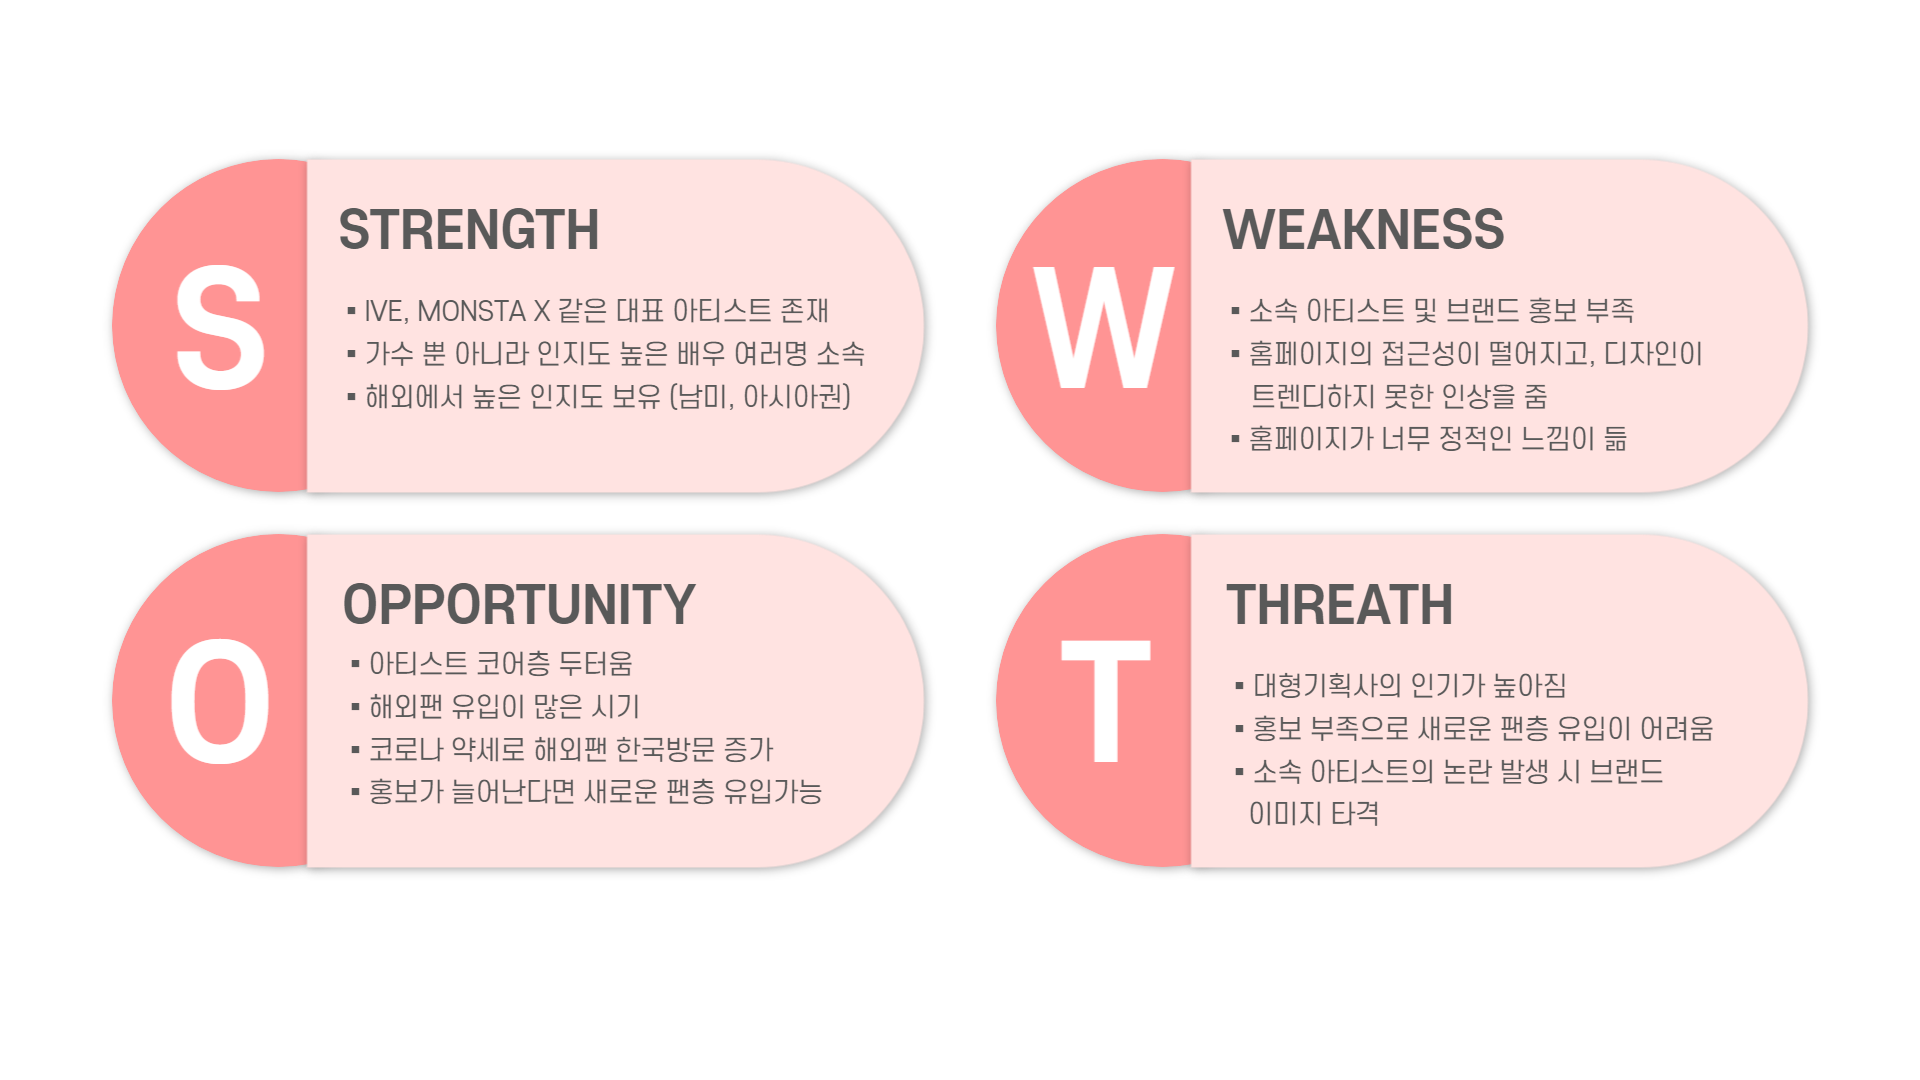 S
STRENGTH
▪ IVE, MONSTA X 같은 대표 아티스트 존재
▪ 가수 뿐 아니라 인지도 높은 배우 여러명 소속
▪ 해외에서 높은 인지도 보유 (남미, 아시아권)
W
WEAKNESS
▪ 소속 아티스트 및 브랜드 홍보 부족
▪ 홈페이지의 접근성이 떨어지고, 디자인이
트렌디하지 못한 인상을 줌
▪ 홈페이지가 너무 정적인 느낌이 듦
O
OPPORTUNITY
▪ 아티스트 코어층 두터움
▪ 해외팬 유입이 많은 시기
▪ 코로나 약세로 해외팬 한국방문 증가
▪ 홍보가 늘어난다면 새로운 팬층 유입가능
T
THREATH
▪ 대형기획사의 인기가 높아짐
▪ 홍보 부족으로 새로운 팬층 유입이 어려움
▪ 소속 아티스트의 논란 발생 시 브랜드
이미지 타격